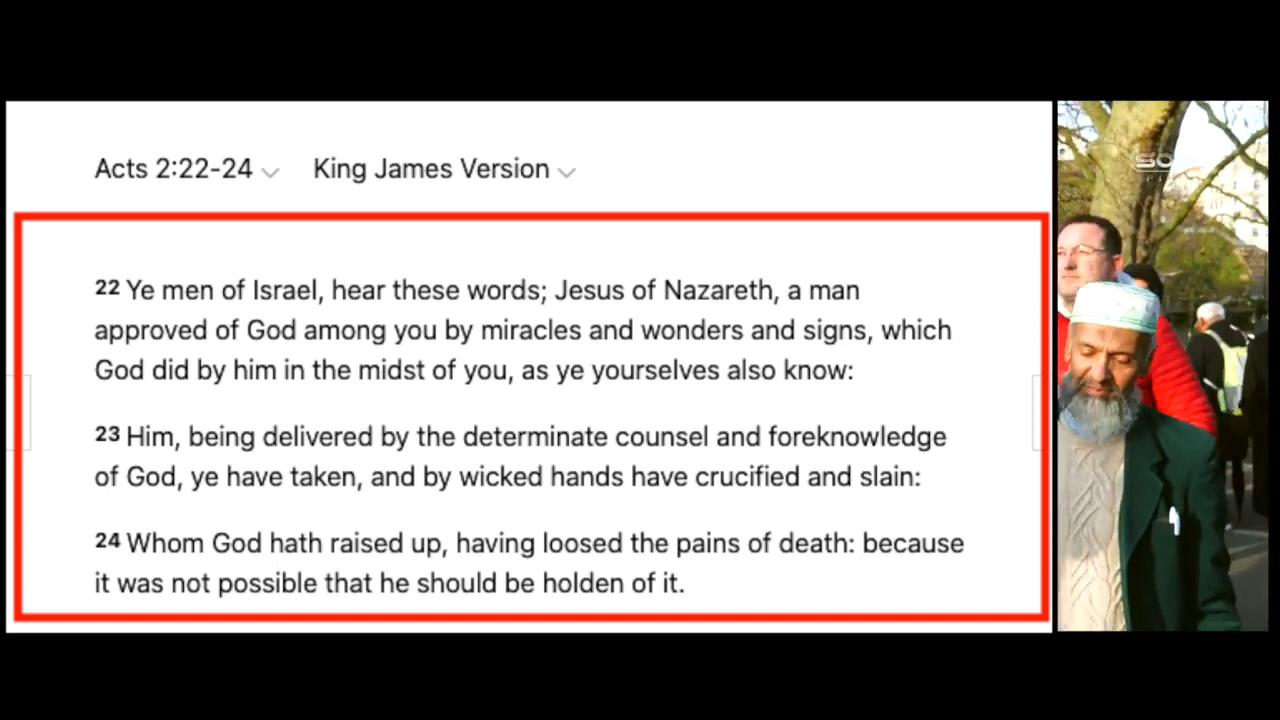 Acts 2:22-24 King James Version
22 Ye men of Israel, hear these words; Jesus of Nazareth, a man
approved of God among you by miracles and wonders and signs, which
God did by him in the midst of you, as ye yourselves also know:
23 Him, being delivered by the determinate counsel and foreknowledge
of God, ye have taken, and by wicked hands have crucified and slain:
24 Whom God hath raised up, having loosed the pains of death: because
it was not possible that he should be holden of it.